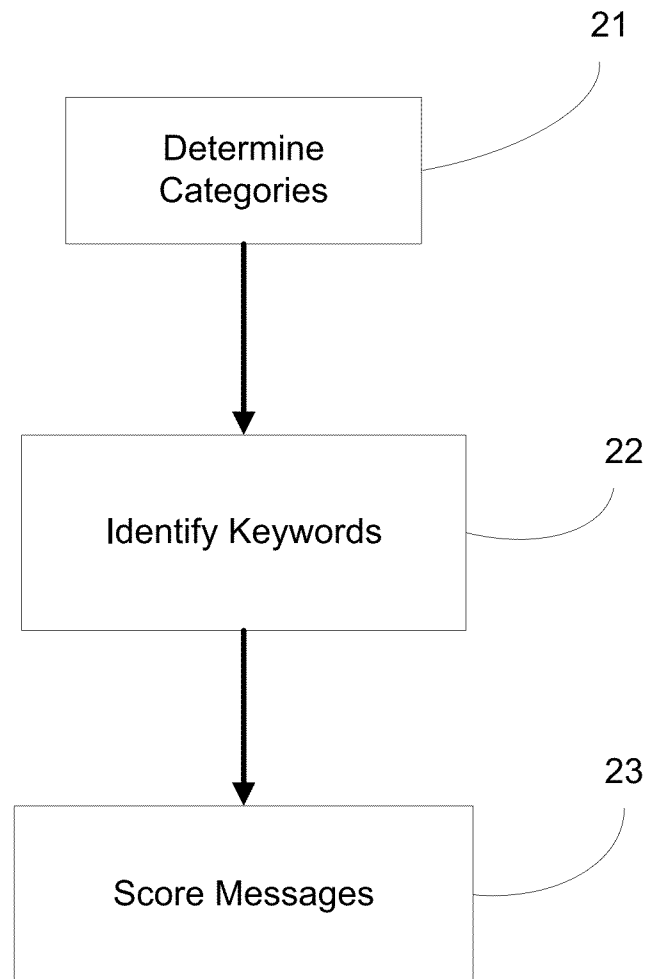 21
Determine
Categories
22
Identify Keywords
23
Score Messages